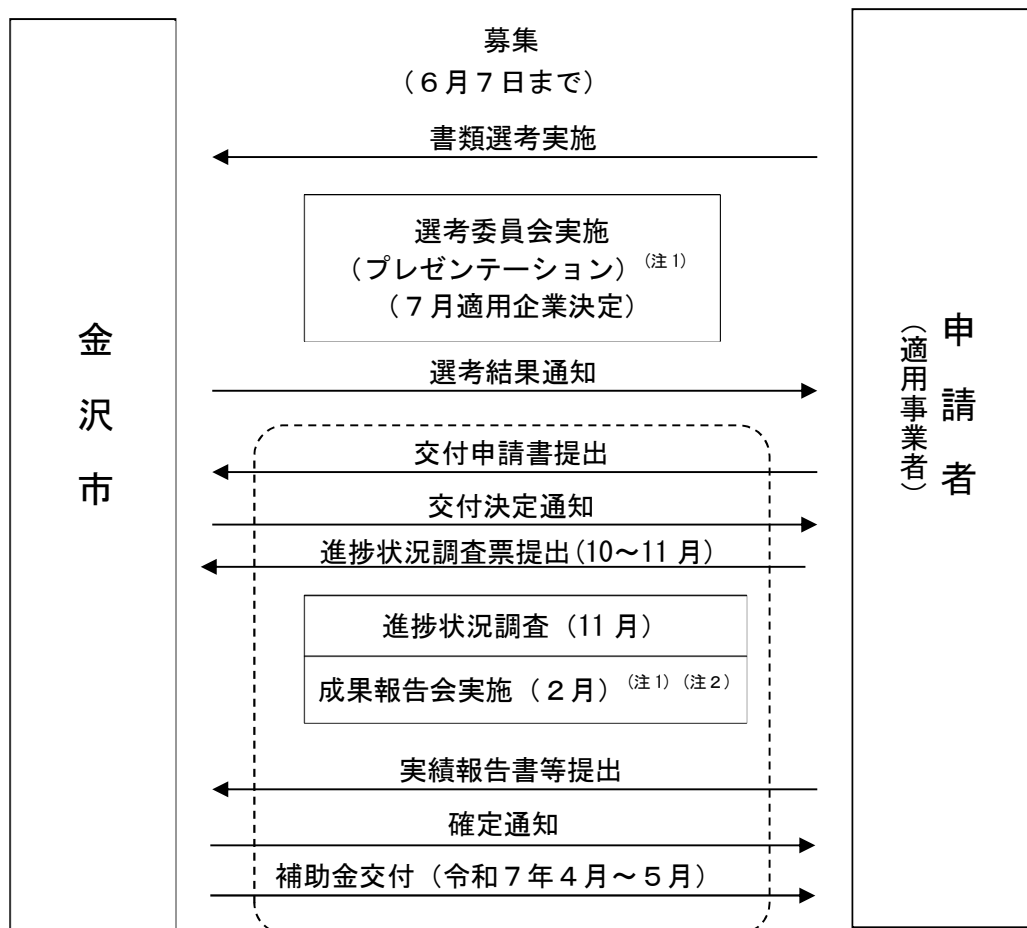 募集
(6月7日まで)
書類選考実施
選考委員会実施
(プレゼンテーション)(注1)
(7月適用企業決定)
選考結果通知
金沢市
申請者
(適用事業者)
交付申請書提出
交付決定通知
進捗状況調査票提出(10~11月)
進捗状況調査(11月)
成果報告会実施(2月)(注1)(注2)
実績報告書等提出
確定通知
補助金交付(令和7年4月~5月)